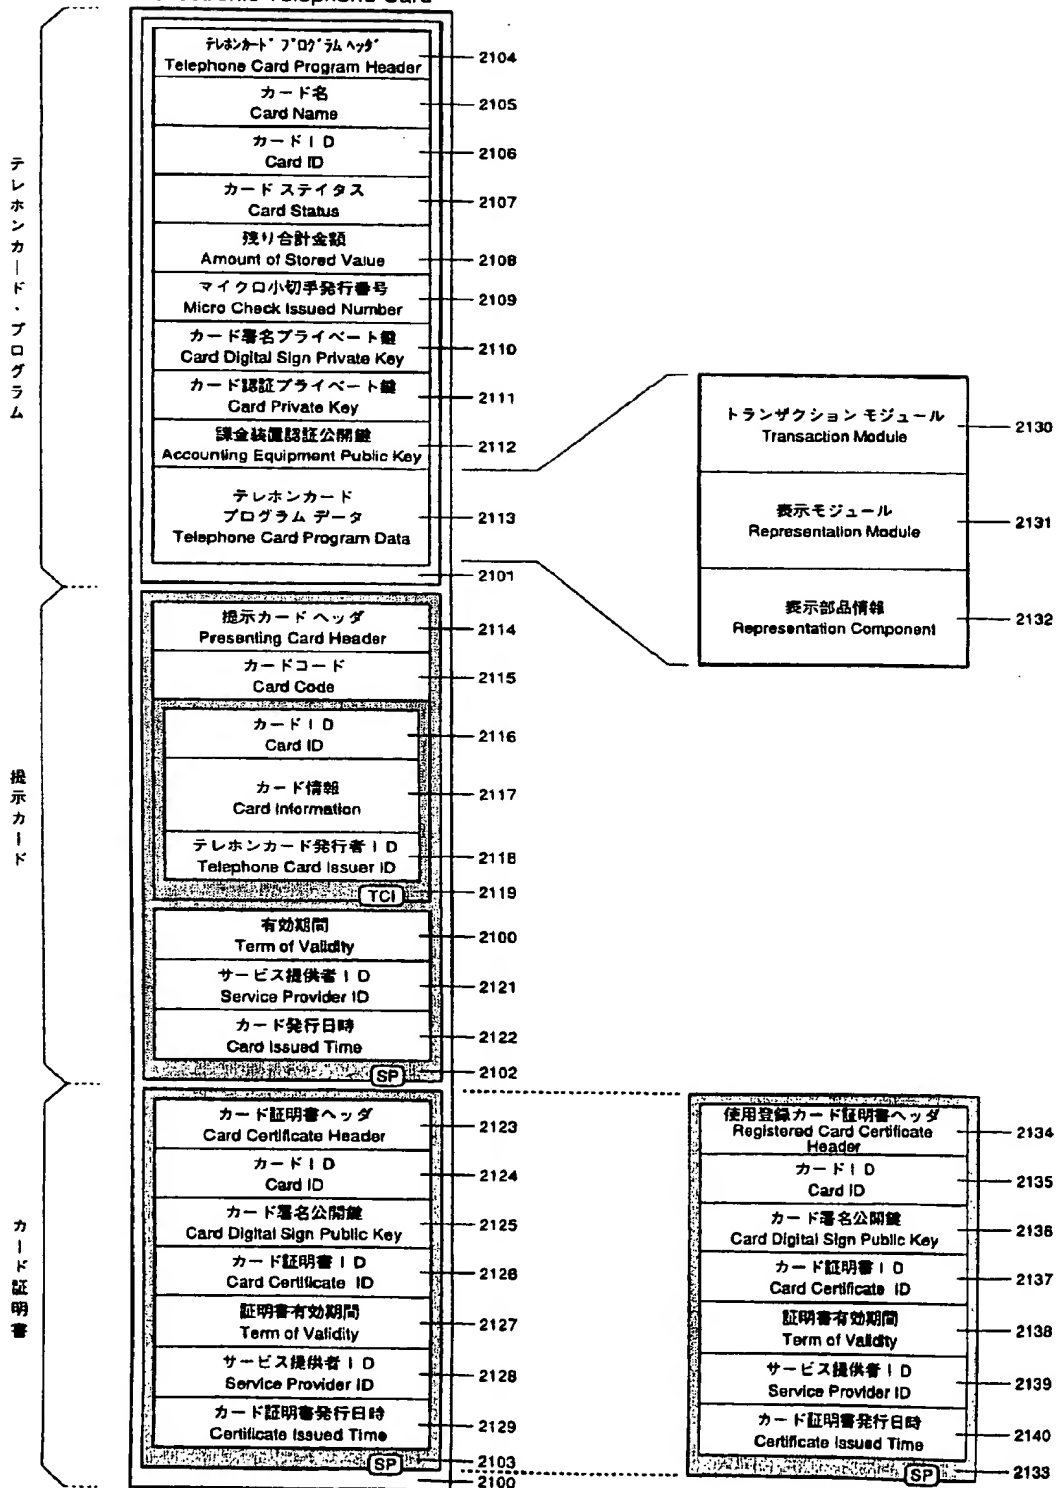 Electronic Telephone Card
テレホンカード プログラム ヘッダ
Telephone Card Program Header
2104
カード名
Card Name
2105
カードID
Card ID
2106
カード ステイタス
Card Status
2107
残り合計金額
Amount of Stored Value
2108
マイクロ小切手発行番号
Micro Check Issued Number
2109
カード署名プライベート鍵
Card Digital Sign Private Key
2110
カード認証プライベート鍵
Card Private Key
2111
課金装置認証公開鍵
Accounting Equipment Public Key
2112
テレホンカード
プログラム データ
Telephone Card Program Data
2113
2101
テレホンカード・プログラム
トランザクション モジュール
Transaction Module
2130
表示モジュール
Representation Module
2131
表示部品情報
Representation Component
2132
提示カード ヘッダ
Presenting Card Header
2114
カードコード
Card Code
2115
カードID
Card ID
2116
カード情報
Card Information
2117
テレホンカード発行者ID
Telephone Card Issuer ID
2118
TCI
2119
有効期間
Term of Validity
2100
サービス提供者ID
Service Provider ID
2121
カード発行日時
Card Issued Time
2122
SP
2102
提示カード
カード証明書ヘッダ
Card Certificate Header
2123
カードID
Card ID
2124
カード署名公開鍵
Card Digital Sign Public Key
2125
カード証明書ID
Card Certificate ID
2126
証明書有効期間
Term of Validity
2127
サービス提供者ID
Service Provider ID
2128
カード証明書発行日時
Certificate Issued Time
2129
SP
2103
2100
カード証明書
使用登録カード証明書ヘッダ
Registered Card Certificate
Header
2134
カードID
Card ID
2135
カード署名公開鍵
Card Digital Sign Public Key
2136
カード証明書ID
Card Certificate ID
2137
証明書有効期間
Term of Validity
2138
サービス提供者ID
Service Provider ID
2139
カード証明書発行日時
Certificate Issued Time
2140
SP
2133